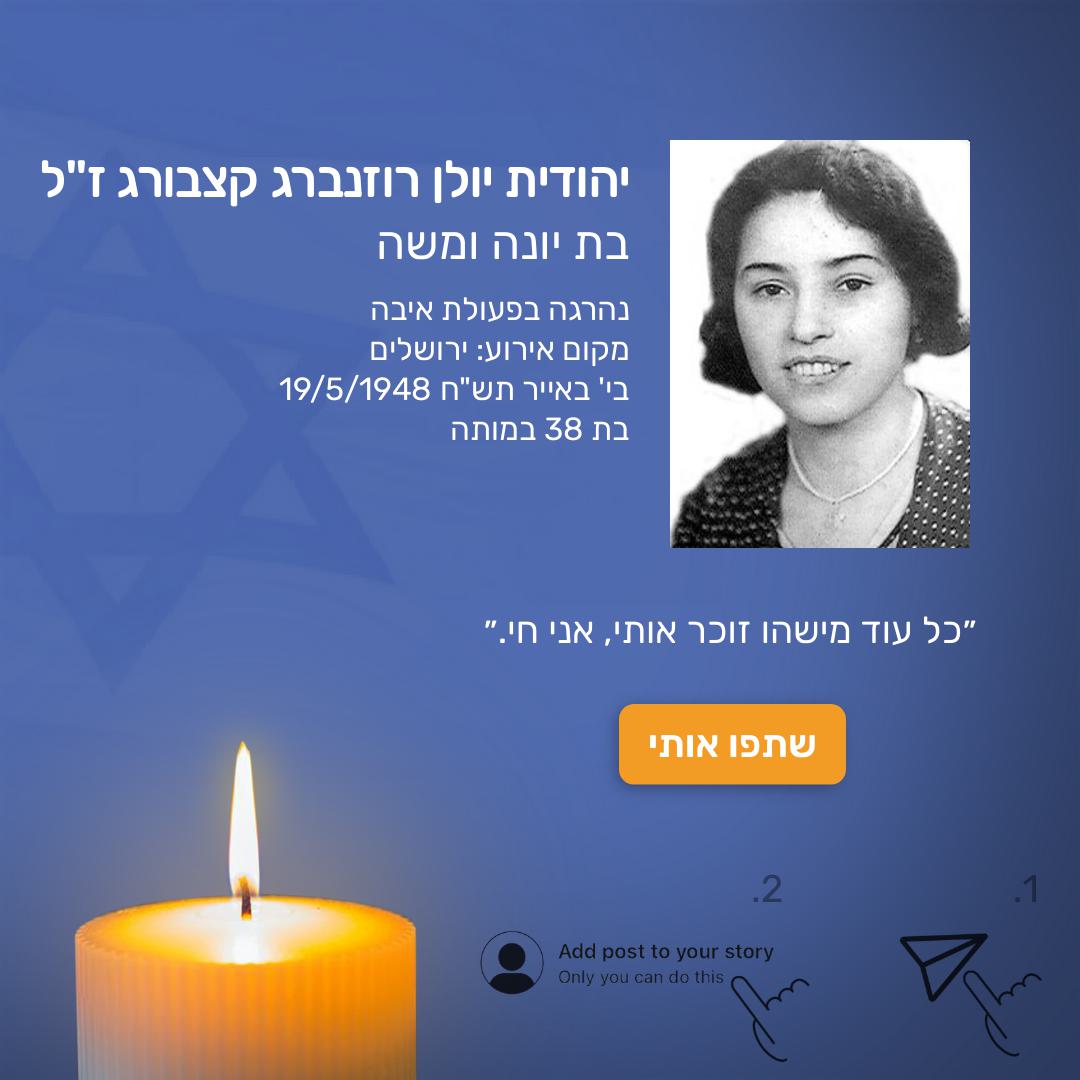 יהודית יולן רוזנברג קצבורג ז"ל
בת יונה ומשה
נהרגה בפעולת איבה
מקום אירוע: ירושלים
בי' באייר תש"ח 19/5/1948
בת 38 במותה
״כל עוד מישהו זוכר אותי, אני חי.״
שתפו אותי
1.
2.
Add post to your story
Only you can do this